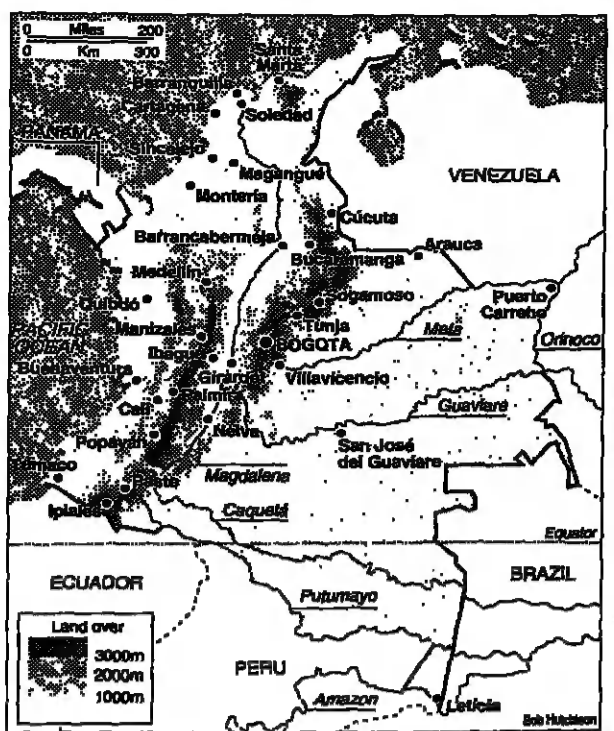 0 Miles 200
0 Km 300
Santa
Marta
Barranquilla
Cartagena
Soledad
PANAMA
Sincelejo
Magangué
VENEZUELA
Montería
Cúcuta
Barrancabermeja
Arauca
Bucaramanga
Medellín
Sogamoso
Puerto
Carreño
Quibdó
Tunja
Meta
PACIFIC
OCEAN
Manizales
BOGOTA
Orinoco
Ibagué
Buenaventura
Girardot
Villavicencio
Palmira
Cali
Guaviare
Neiva
Popayán
San José
del Guaviare
Tumaco
Magdalena
Pasto
Ipiales
Caquetá
Equator
ECUADOR
BRAZIL
Putumayo
Land over
3000m
2000m
1000m
PERU
Amazon
Leticia
Bob Hutchison